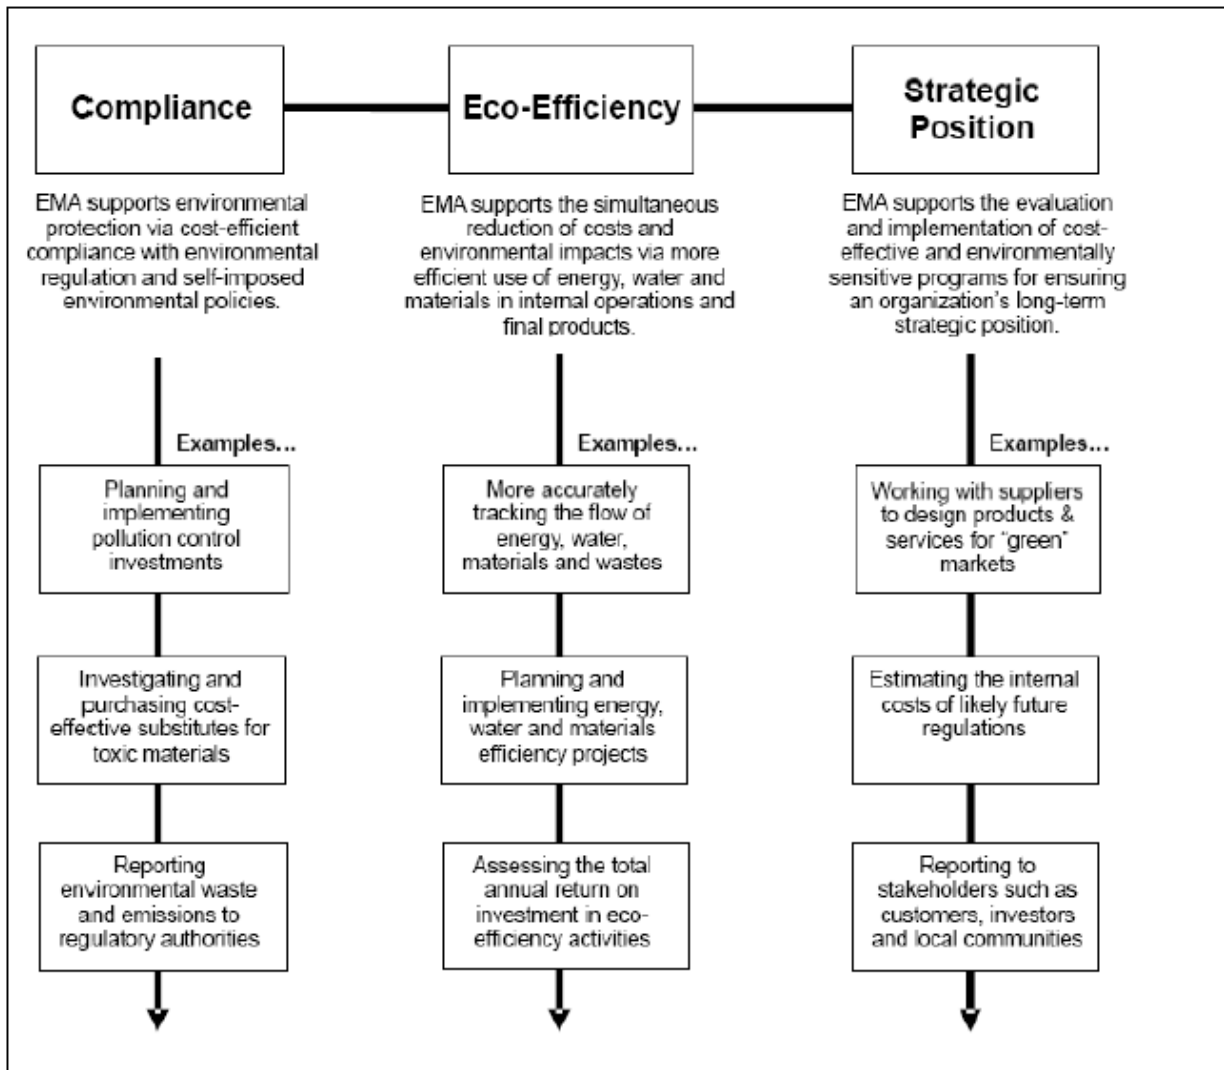 Compliance
EMA supports environmental
protection via cost-efficient
compliance with environmental
regulation and self-imposed
environmental policies.
Examples...
Planning and
implementing
pollution control
investments
Investigating and
purchasing cost-
effective substitutes for
toxic materials
Reporting
environmental waste
and emissions to
regulatory authorities
Eco-Efficiency
EMA supports the simultaneous
reduction of costs and
environmental impacts via more
efficient use of energy, water and
materials in internal operations and
final products.
Examples...
More accurately
tracking the flow of
energy, water,
materials and wastes
Planning and
implementing energy,
water and materials
efficiency projects
Assessing the total
annual return on
investment in eco-
efficiency activities
Strategic
Position
EMA supports the evaluation
and implementation of cost-
effective and environmentally
sensitive programs for ensuring
an organization's long-term
strategic position.
Examples...
Working with suppliers
to design products &
services for "green"
markets
Estimating the internal
costs of likely future
regulations
Reporting to
stakeholders such as
customers, investors
and local communities